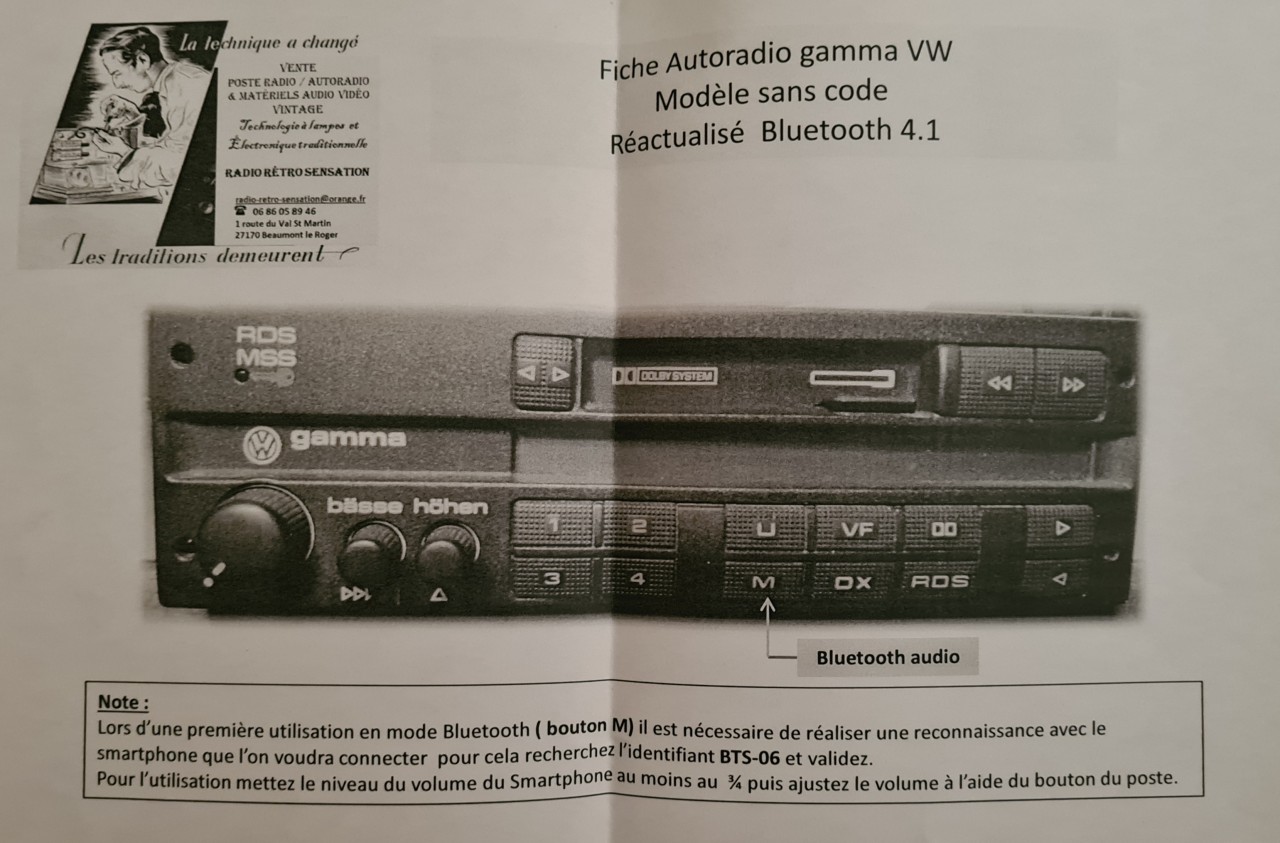 La technique a changé
VENTE
POSTE RADIO / AUTORADIO
& MATÉRIELS AUDIO VIDÉO
VINTAGE
Technologie à lampes et
Électronique traditionnelle
RADIO RÉTRO SENSATION
radio-retro-sensation@orange.fr
☎ 06 86 05 89 46
1 route du Val St Martin
27170 Beaumont le Roger
Les traditions demeurent
Fiche Autoradio gamma VW
Modèle sans code
Réactualisé Bluetooth 4.1
RDS
MSS
DOLBY SYSTEM
gamma
bässe höhen
1 2 U VF
3 4 M DX RDS
Bluetooth audio
Note :
Lors d'une première utilisation en mode Bluetooth ( bouton M) il est nécessaire de réaliser une reconnaissance avec le
smartphone que l'on voudra connecter pour cela recherchez l'identifiant BTS-06 et validez.
Pour l'utilisation mettez le niveau du volume du Smartphone au moins au ¾ puis ajustez le volume à l'aide du bouton du poste.